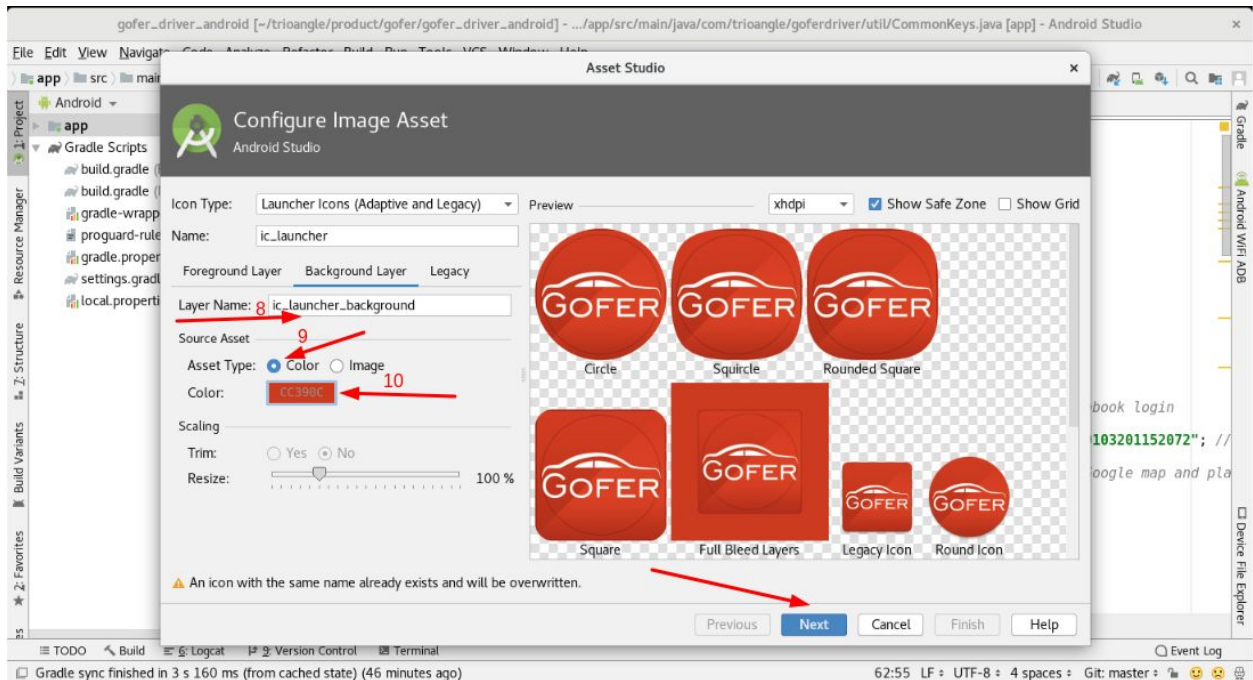 gofer_driver_android [~/trioangle/product/gofer/gofer_driver_android] - .../app/src/main/java/com/trioangle/goferdriver/util/CommonKeys.java [app] - Android Studio
File Edit View Navigate Code Analyze Refactor Build Run Tools VCS Window Help
app src main
Asset Studio
Android
Configure Image Asset
Android Studio
1: Project
Resource Manager
Z: Structure
Build Variants
2: Favorites
app
Gradle Scripts
build.gradle (
build.gradle (
gradle-wrapp
proguard-rule
gradle.proper
settings.gradl
local.properti
Icon Type: Launcher Icons (Adaptive and Legacy)
Name: ic_launcher
Foreground Layer Background Layer Legacy
Layer Name: 8 ic_launcher_background
Source Asset 9
Asset Type: Color Image
Color: CC390C 10
Scaling
Trim: Yes No
Resize: 100 %
Preview xhdpi Show Safe Zone Show Grid
GOFER GOFER GOFER
Circle Squircle Rounded Square
GOFER GOFER GOFER GOFER
Square Full Bleed Layers Legacy Icon Round Icon
An icon with the same name already exists and will be overwritten.
Previous Next Cancel Finish Help
book login
103201152072"; //
oogle map and pla
Gradle
Android WiFi ADB
Device File Explorer
TODO Build 6: Logcat 9: Version Control Terminal Event Log
Gradle sync finished in 3 s 160 ms (from cached state) (46 minutes ago) 62:55 LF UTF-8 4 spaces Git: master